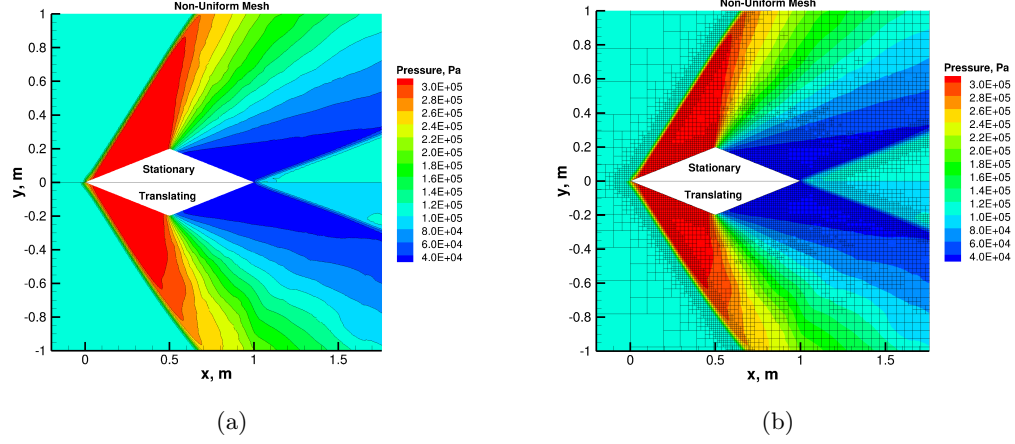 Non-Uniform Mesh
1
0.8
0.6
0.4
0.2
0
-0.2
-0.4
-0.6
-0.8
-1
y, m
Stationary
Translating
0
0.5
1
1.5
x, m
Pressure, Pa
3.0E+05
2.8E+05
2.6E+05
2.4E+05
2.2E+05
2.0E+05
1.8E+05
1.6E+05
1.4E+05
1.2E+05
1.0E+05
8.0E+04
6.0E+04
4.0E+04
(a)
Non-Uniform Mesh
1
0.8
0.6
0.4
0.2
0
-0.2
-0.4
-0.6
-0.8
-1
y, m
Stationary
Translating
0
0.5
1
1.5
x, m
Pressure, Pa
3.0E+05
2.8E+05
2.6E+05
2.4E+05
2.2E+05
2.0E+05
1.8E+05
1.6E+05
1.4E+05
1.2E+05
1.0E+05
8.0E+04
6.0E+04
4.0E+04
(b)